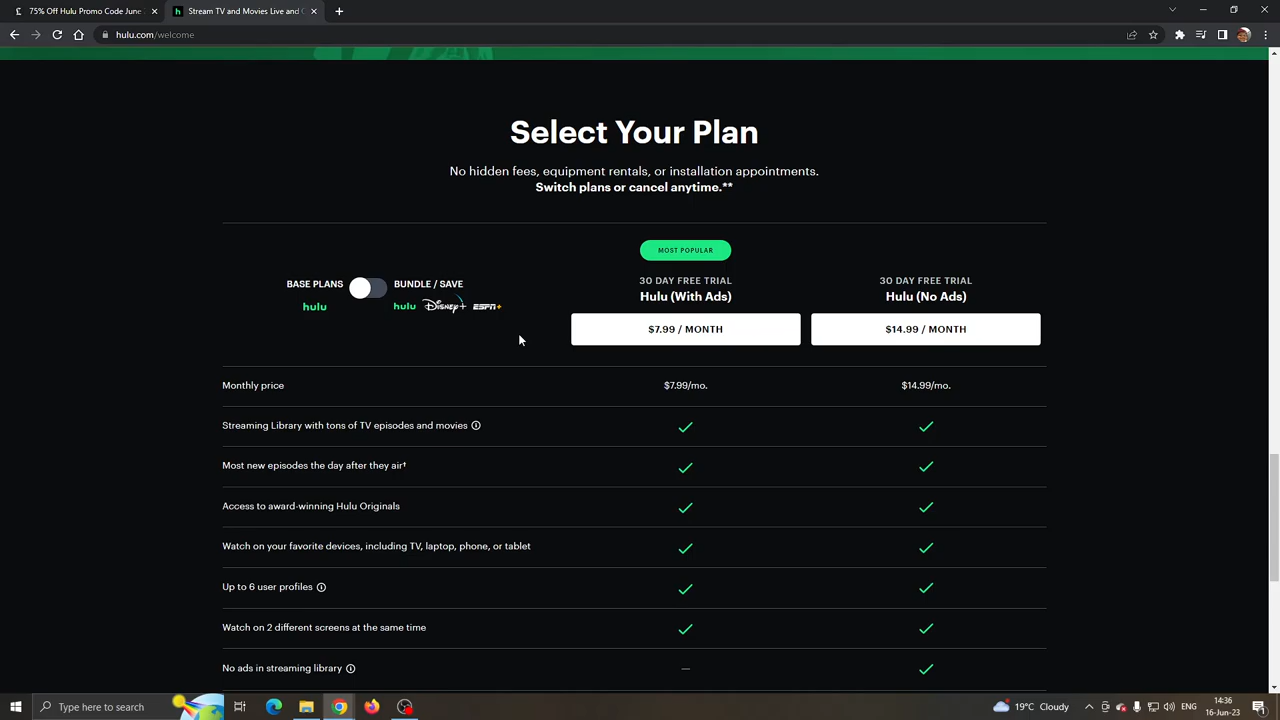 75% Off Hulu Promo Code June
Stream TV and Movies Live and O
hulu.com/welcome
Select Your Plan
No hidden fees, equipment rentals, or installation appointments.
Switch plans or cancel anytime.**
MOST POPULAR
BASE PLANS
BUNDLE / SAVE
hulu
hulu Disney+ ESPN+
30 DAY FREE TRIAL
Hulu (With Ads)
$7.99 / MONTH
30 DAY FREE TRIAL
Hulu (No Ads)
$14.99 / MONTH
Monthly price $7.99/mo. $14.99/mo.
Streaming Library with tons of TV episodes and movies
Most new episodes the day after they air†
Access to award-winning Hulu Originals
Watch on your favorite devices, including TV, laptop, phone, or tablet
Up to 6 user profiles
Watch on 2 different screens at the same time
No ads in streaming library —
Type here to search
19°C Cloudy
ENG
14:36
16-Jun-23